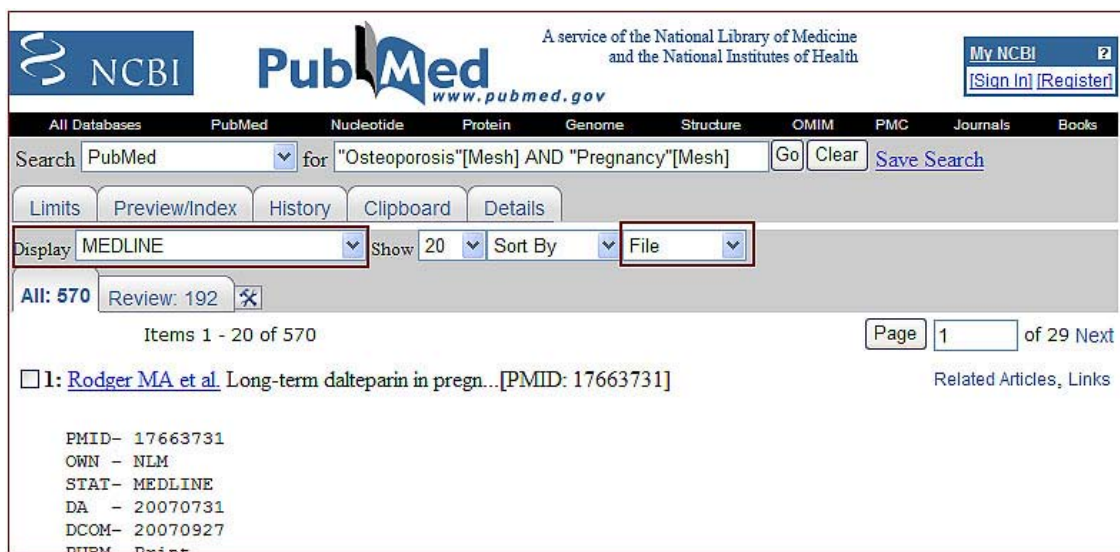 NCBI
PubMed
www.pubmed.gov
A service of the National Library of Medicine
and the National Institutes of Health
My NCBI ?
[Sign In] [Register]
All Databases PubMed Nucleotide Protein Genome Structure OMIM PMC Journals Books
Search PubMed for "Osteoporosis"[Mesh] AND "Pregnancy"[Mesh] Go Clear Save Search
Limits Preview/Index History Clipboard Details
Display MEDLINE Show 20 Sort By File
All: 570 Review: 192
Items 1 - 20 of 570 Page 1 of 29 Next
1: Rodger MA et al. Long-term dalteparin in pregn...[PMID: 17663731] Related Articles, Links
PMID- 17663731
OWN - NLM
STAT- MEDLINE
DA - 20070731
DCOM- 20070927
PUBM- Print